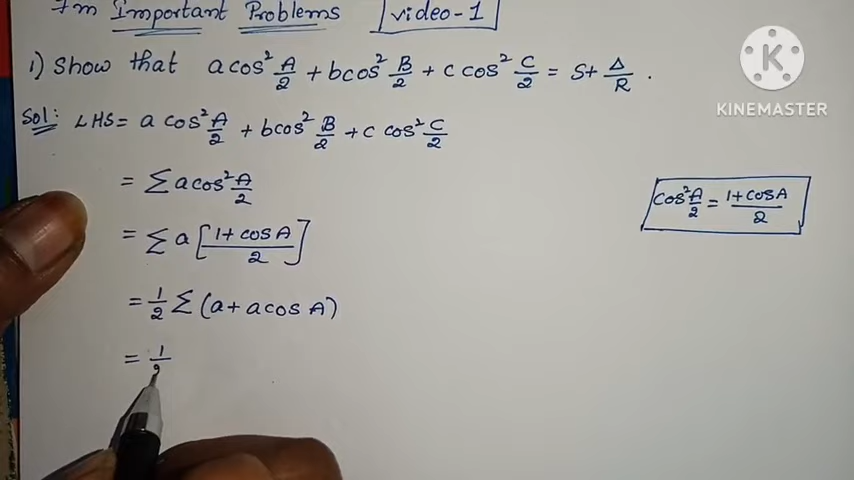 Im Important Problems video-1
1) Show that a cos² A/2 + b cos² B/2 + c cos² C/2 = S + Δ/R .
Sol: LHS = a cos² A/2 + b cos² B/2 + c cos² C/2
= Σ a cos² A/2
= Σ a [ 1 + cos A / 2 ]
= 1/2 Σ (a + a cos A)
= 1/2
cos² A/2 = 1 + cos A / 2
KINEMASTER